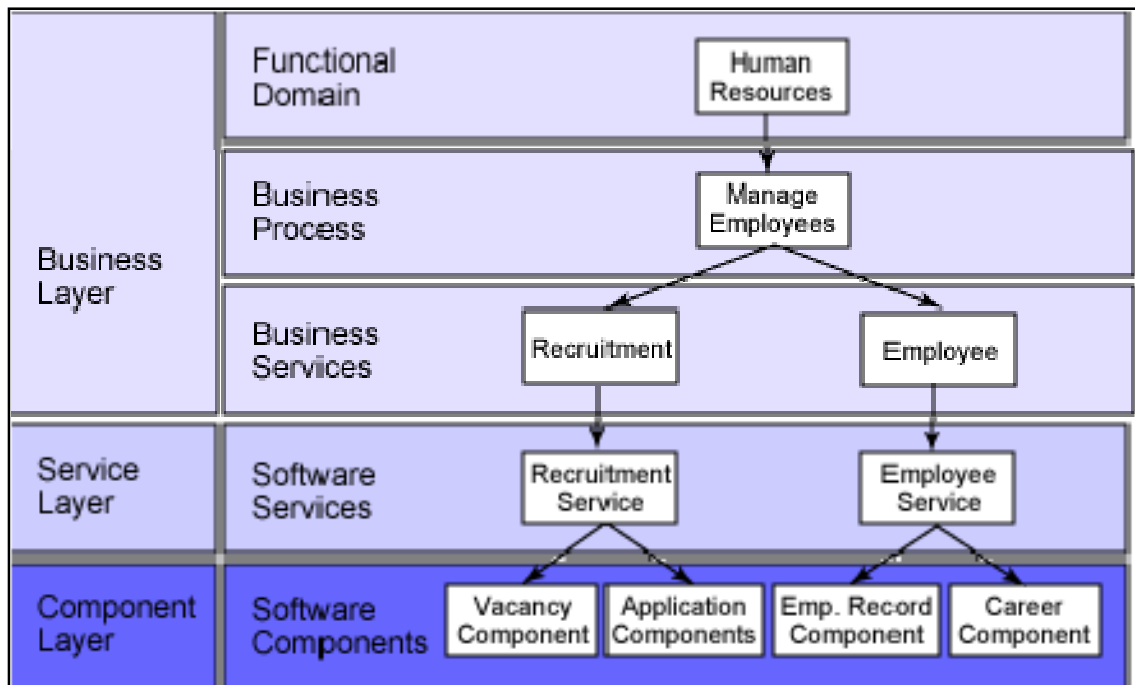 Functional
Domain
Human
Resources
Business
Layer
Business
Process
Manage
Employees
Business
Services
Recruitment
Employee
Service
Layer
Software
Services
Recruitment
Service
Employee
Service
Component
Layer
Software
Components
Vacancy
Component
Application
Components
Emp. Record
Component
Career
Component